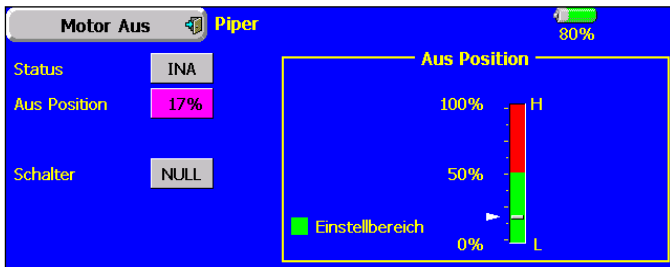 Motor Aus Piper 80%
Status INA
Aus Position 17%
Schalter NULL
Aus Position
100% H
50%
Einstellbereich
0% L